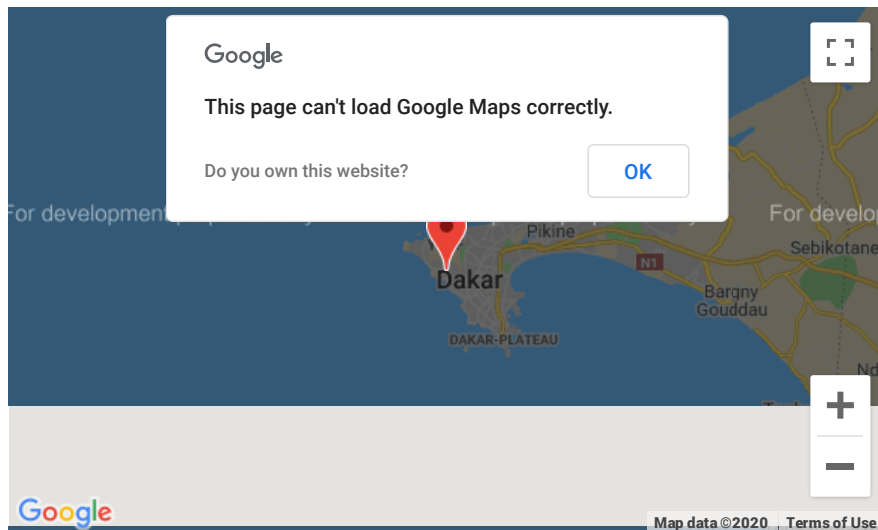 Google
This page can't load Google Maps correctly.
Do you own this website?
OK
For development
For develo
Pikine
Sebikotane
N1
Dakar
Bargny
Gouddau
DAKAR-PLATEAU
Nd
Google
Map data ©2020
Terms of Use